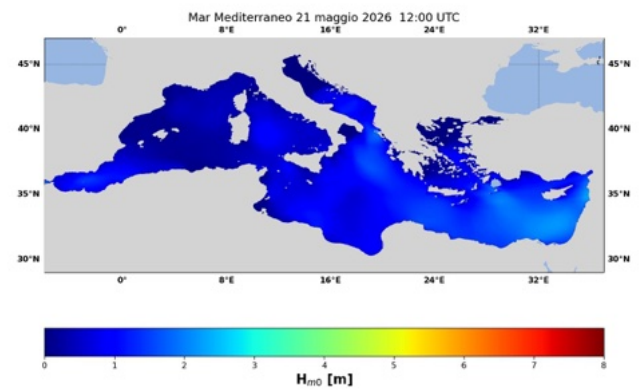 Mar Mediterraneo 21 maggio 2026 12:00 UTC
0° 8°E 16°E 24°E 32°E
45°N 45°N
40°N 40°N
35°N 35°N
30°N 30°N
0° 8°E 16°E 24°E 32°E
0 1 2 3 4 5 6 7 8
Hm0 [m]